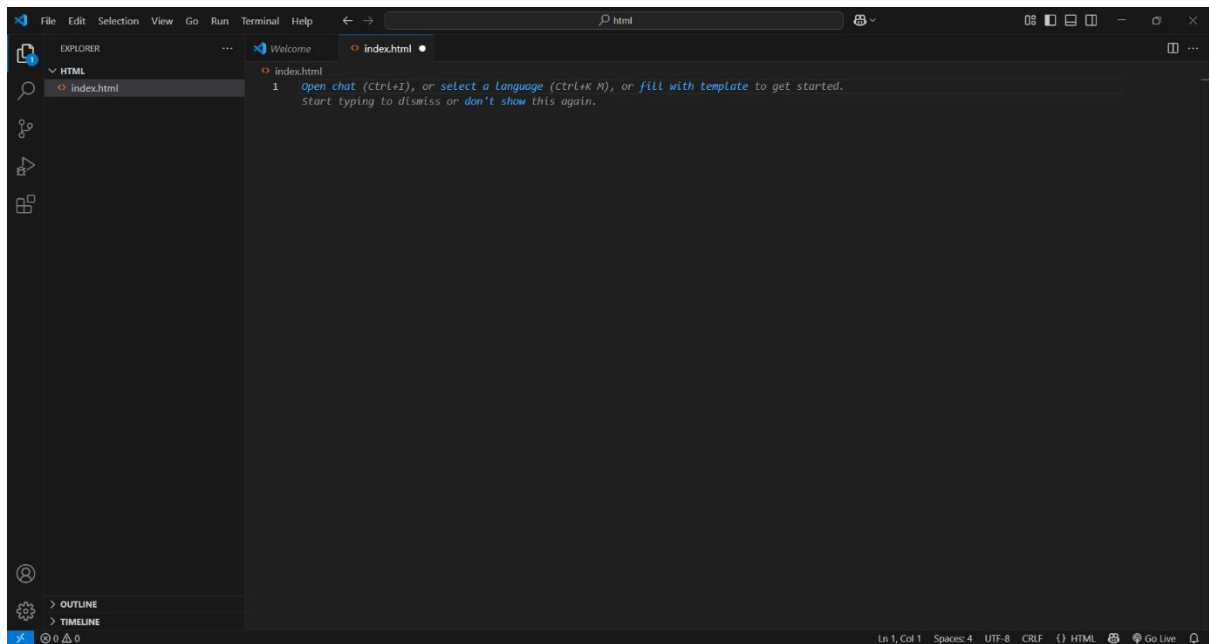 File Edit Selection View Go Run Terminal Help
html
EXPLORER
HTML
index.html
1
Welcome
index.html
index.html
1 Open chat (Ctrl+I), or select a language (Ctrl+K M), or fill with template to get started.
Start typing to dismiss or don't show this again.
OUTLINE
TIMELINE
0 0 Ln 1, Col 1 Spaces: 4 UTF-8 CRLF {} HTML Go Live